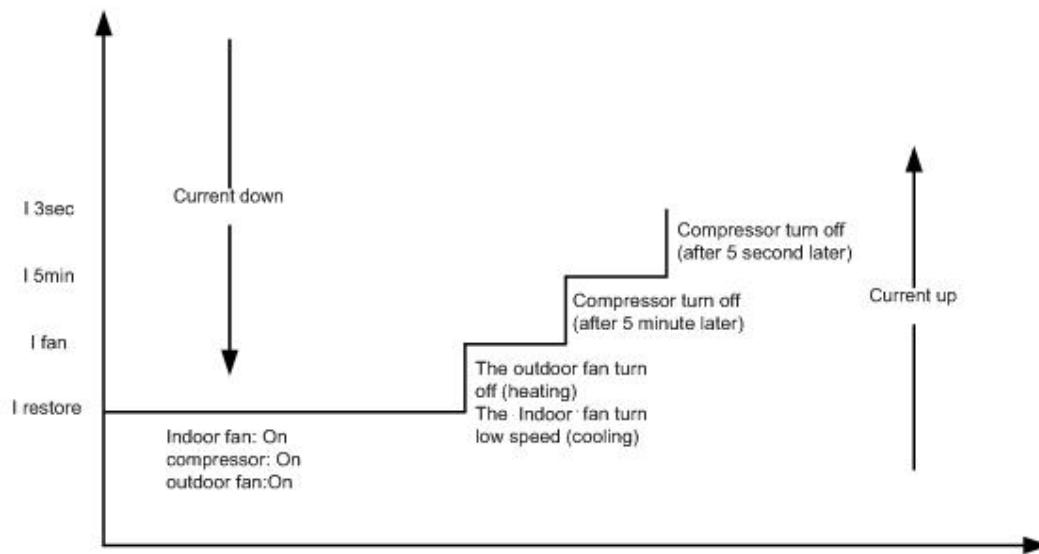 Current down
I 3sec
I 5min
I fan
I restore
Compressor turn off
(after 5 second later)
Compressor turn off
(after 5 minute later)
Current up
The outdoor fan turn
off (heating)
The Indoor fan turn
low speed (cooling)
Indoor fan: On
compressor: On
outdoor fan:On